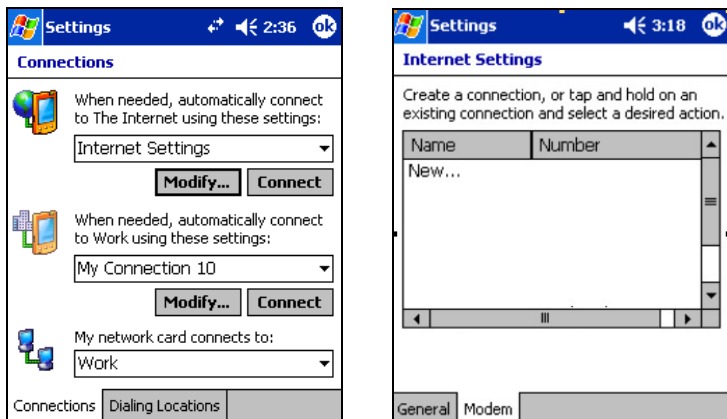 Settings 2:36 ok
Connections
When needed, automatically connect
to The Internet using these settings:
Internet Settings
Modify... Connect
When needed, automatically connect
to Work using these settings:
My Connection 10
Modify... Connect
My network card connects to:
Work
Connections Dialing Locations
Settings 3:18 ok
Internet Settings
Create a connection, or tap and hold on an
existing connection and select a desired action.
Name Number
New...
General Modem